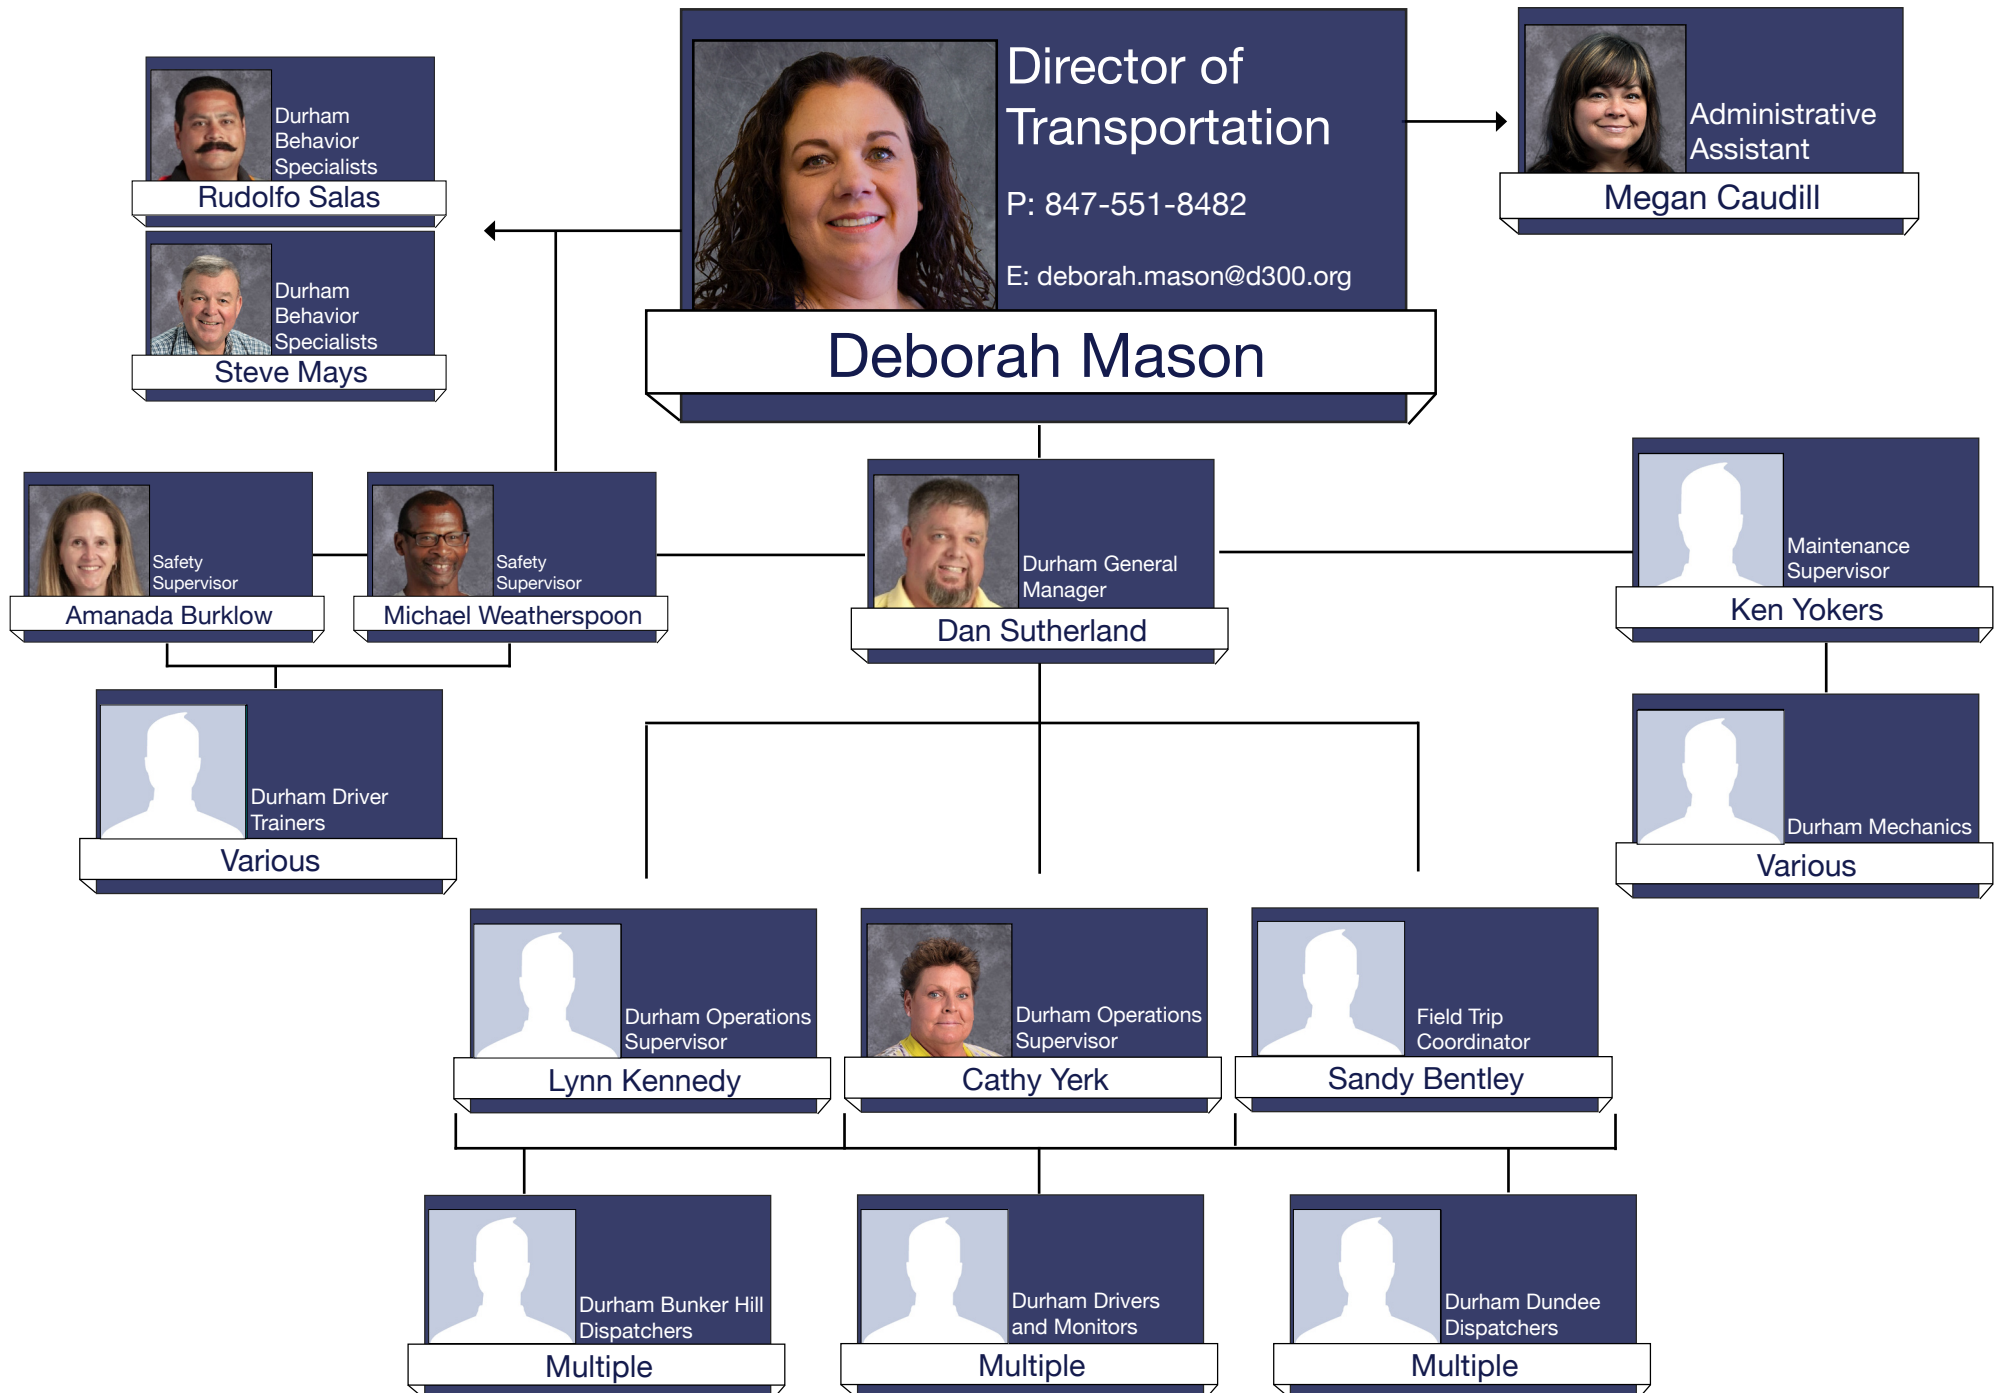 Director of
Transportation
P: 847-551-8482
E: deborah.mason@d300.org
Deborah Mason
Administrative
Assistant
Megan Caudill
Durham
Behavior
Specialists
Rudolfo Salas
Durham
Behavior
Specialists
Steve Mays
Safety
Supervisor
Amanada Burklow
Safety
Supervisor
Michael Weatherspoon
Durham General
Manager
Dan Sutherland
Maintenance
Supervisor
Ken Yokers
Durham Driver
Trainers
Various
Durham Mechanics
Various
Durham Operations
Supervisor
Lynn Kennedy
Durham Operations
Supervisor
Cathy Yerk
Field Trip
Coordinator
Sandy Bentley
Durham Bunker Hill
Dispatchers
Multiple
Durham Drivers
and Monitors
Multiple
Durham Dundee
Dispatchers
Multiple